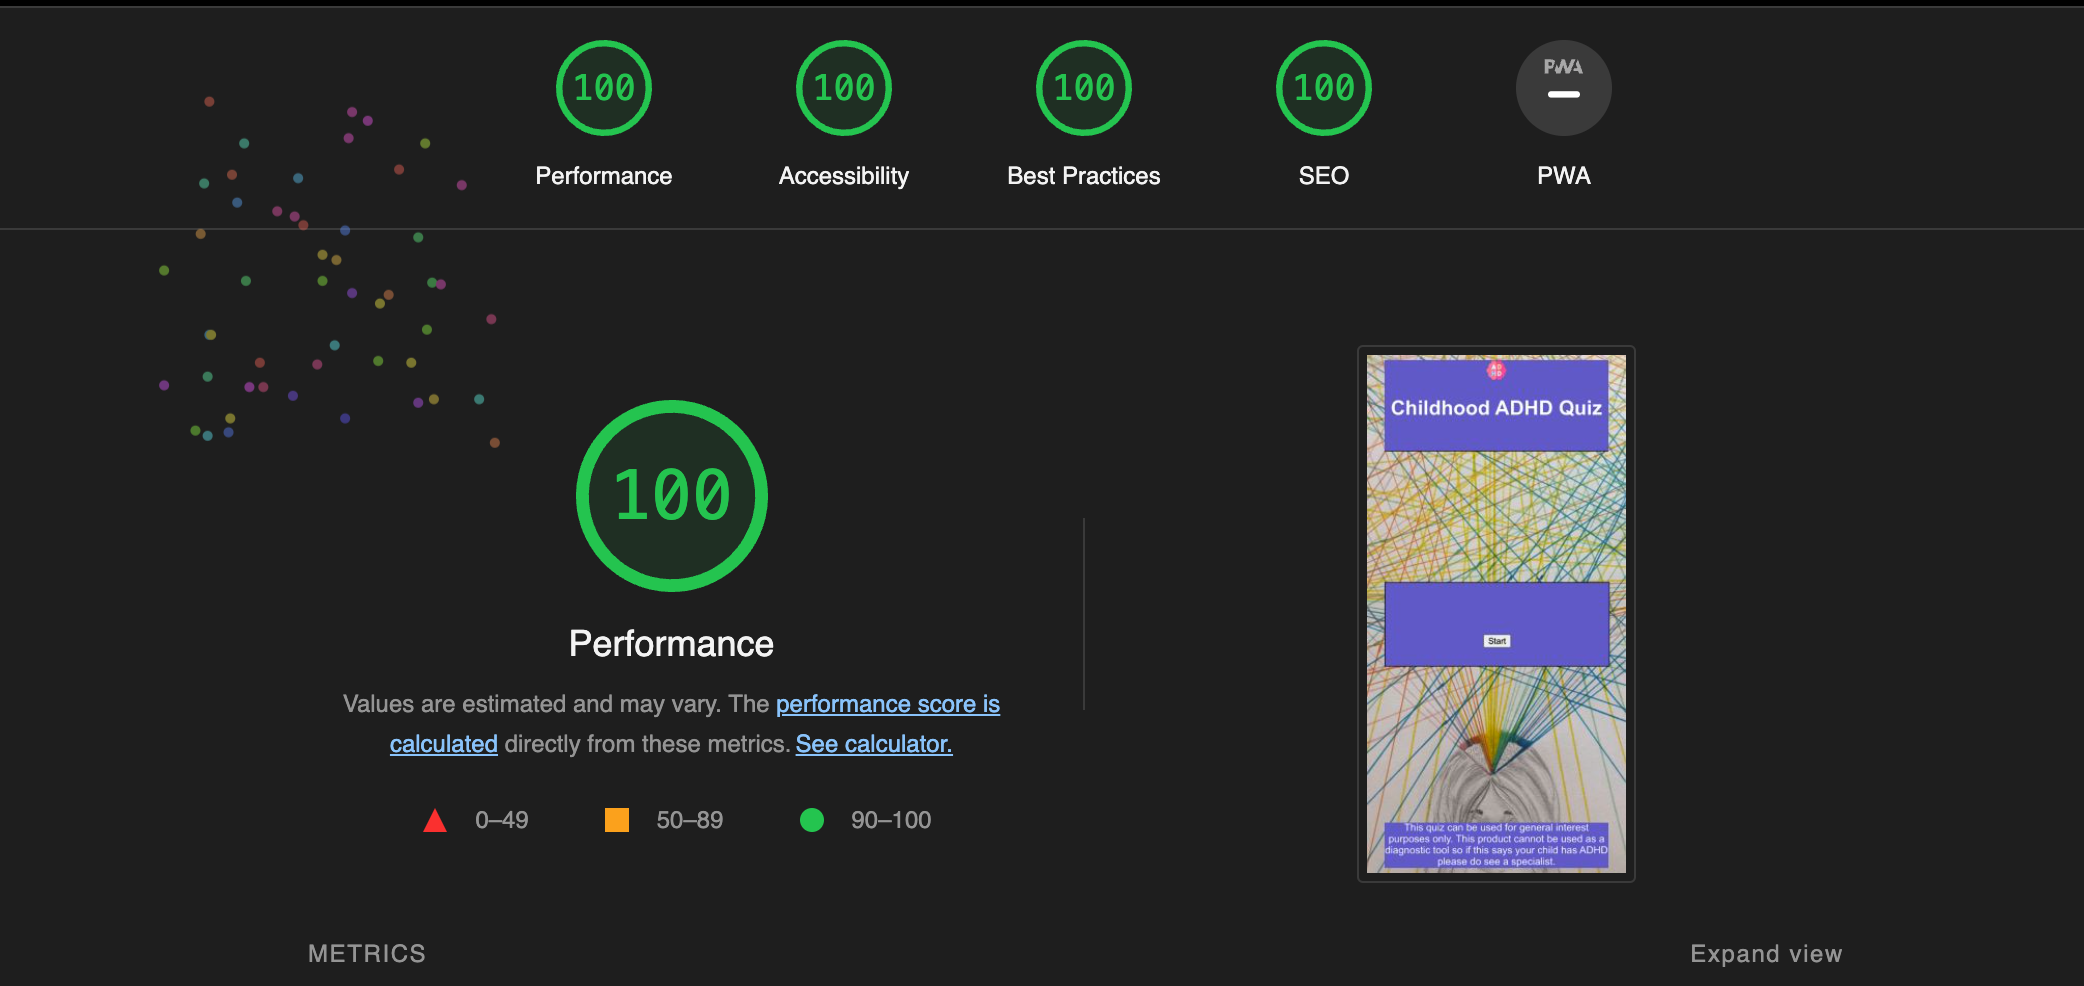 100
100
100
100
PWA
Performance
Accessibility
Best Practices
SEO
PWA
100
Performance
Values are estimated and may vary. The performance score is
calculated directly from these metrics. See calculator.
0–49
50–89
90–100
AD
HD
Childhood ADHD Quiz
Start
This quiz can be used for general interest
purposes only. This product cannot be used as a
diagnostic tool so if this says your child has ADHD
please do see a specialist.
METRICS
Expand view